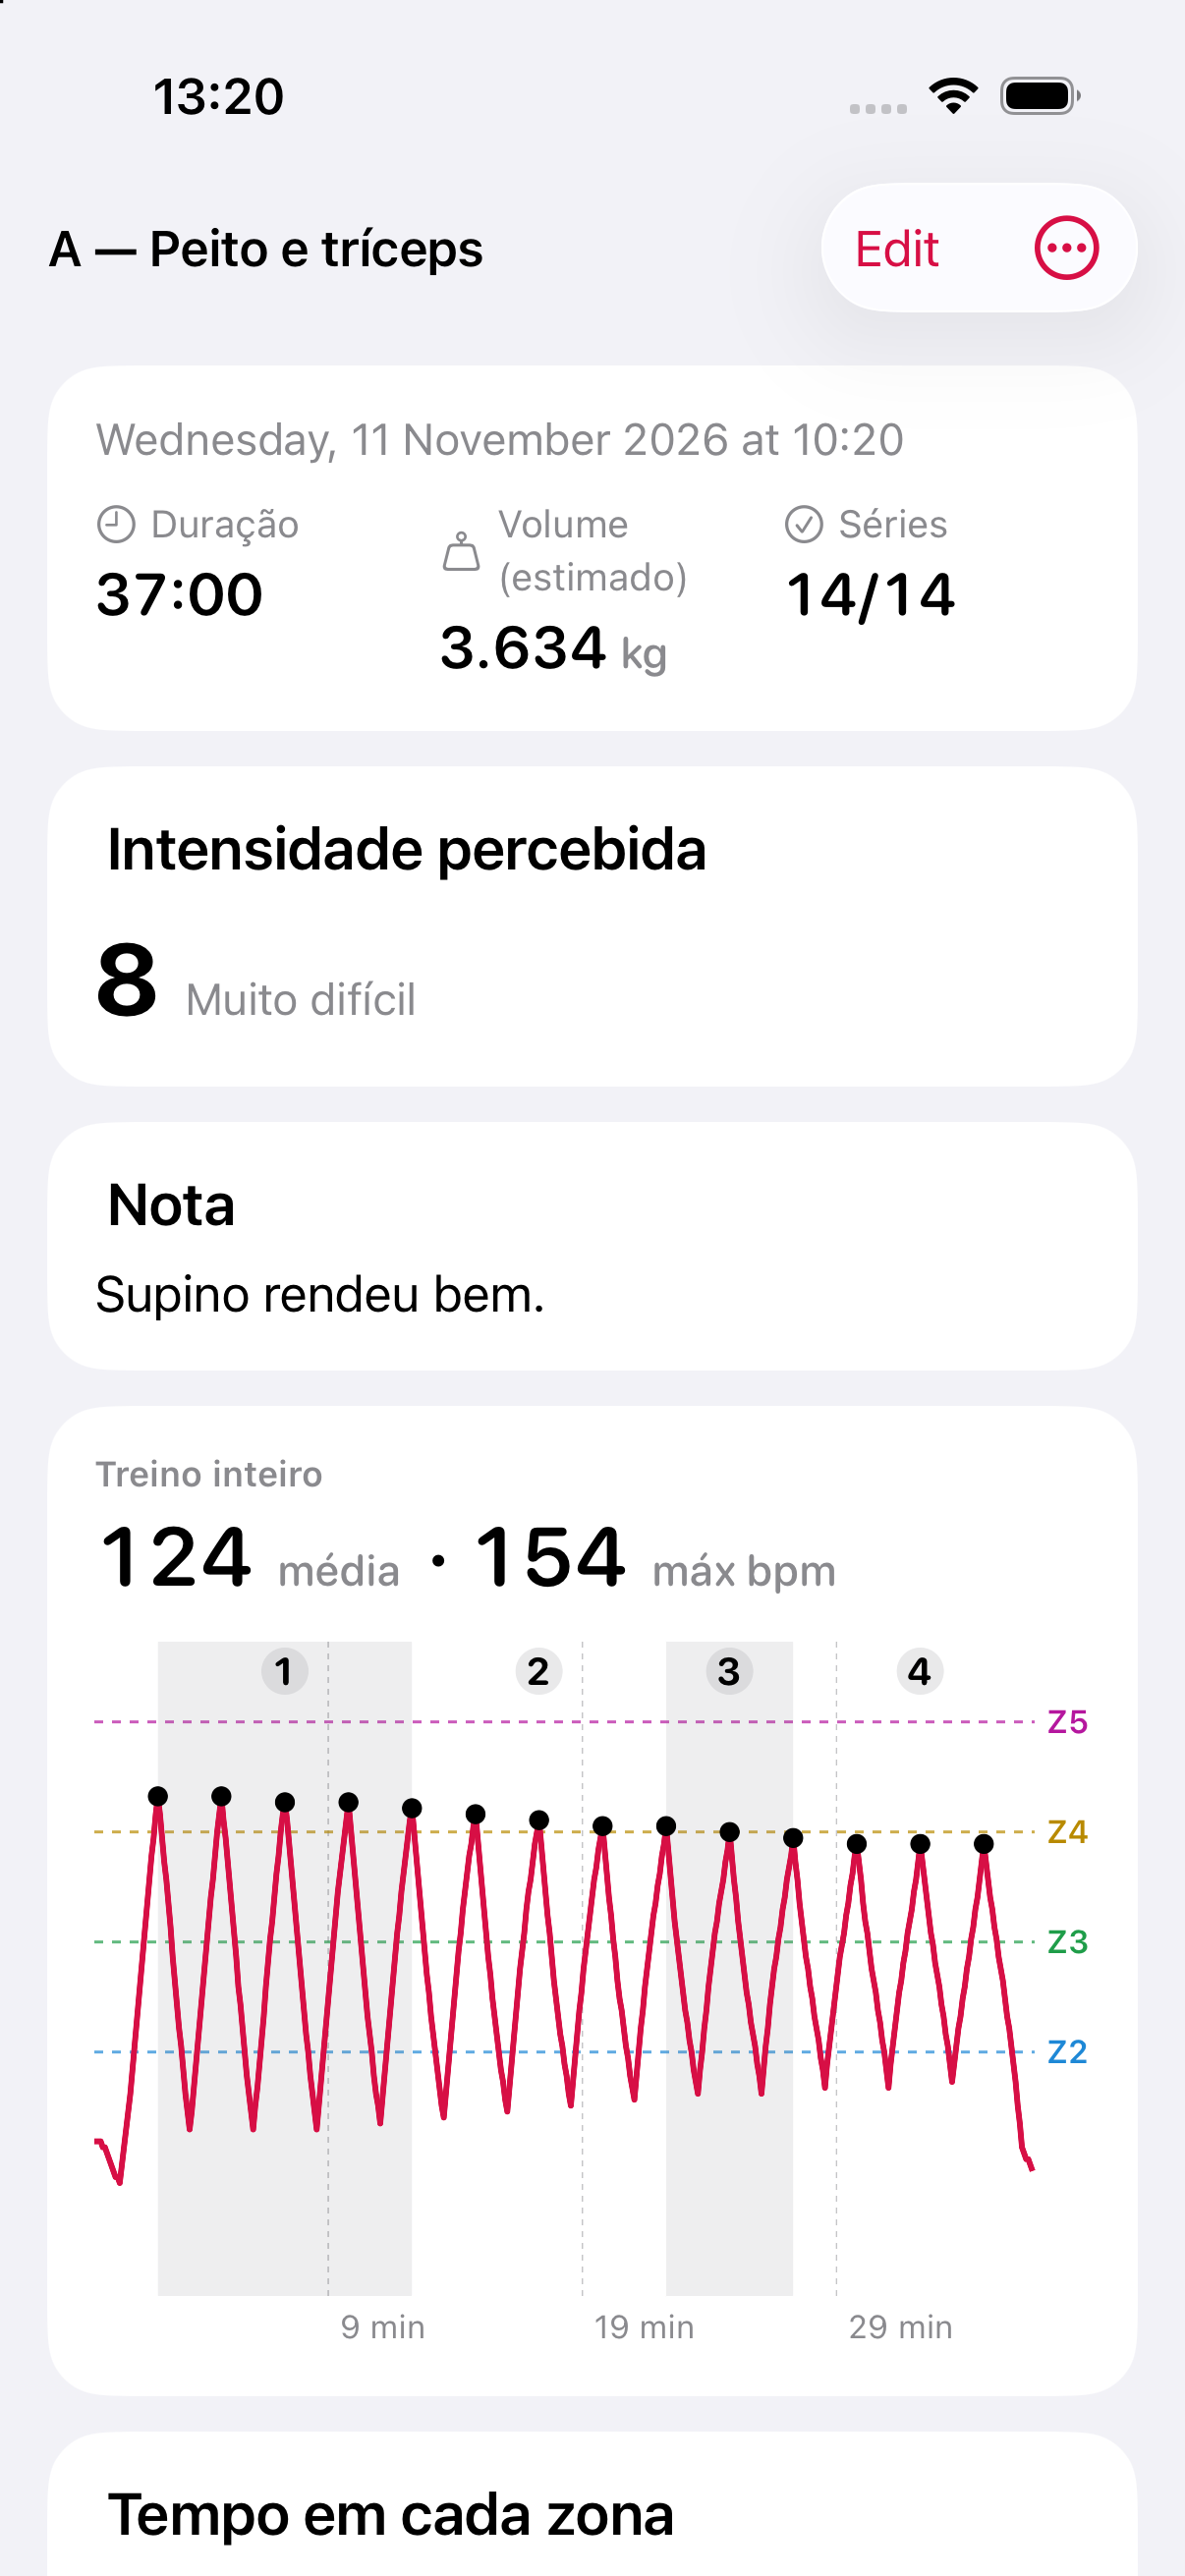 13:20
A — Peito e tríceps
Edit
Wednesday, 11 November 2026 at 10:20
Duração
37:00
Volume
(estimado)
3.634 kg
Séries
14/14
Intensidade percebida
8 Muito difícil
Nota
Supino rendeu bem.
Treino inteiro
124 média · 154 máx bpm
1 2 3 4
Z5
Z4
Z3
Z2
9 min 19 min 29 min
Tempo em cada zona